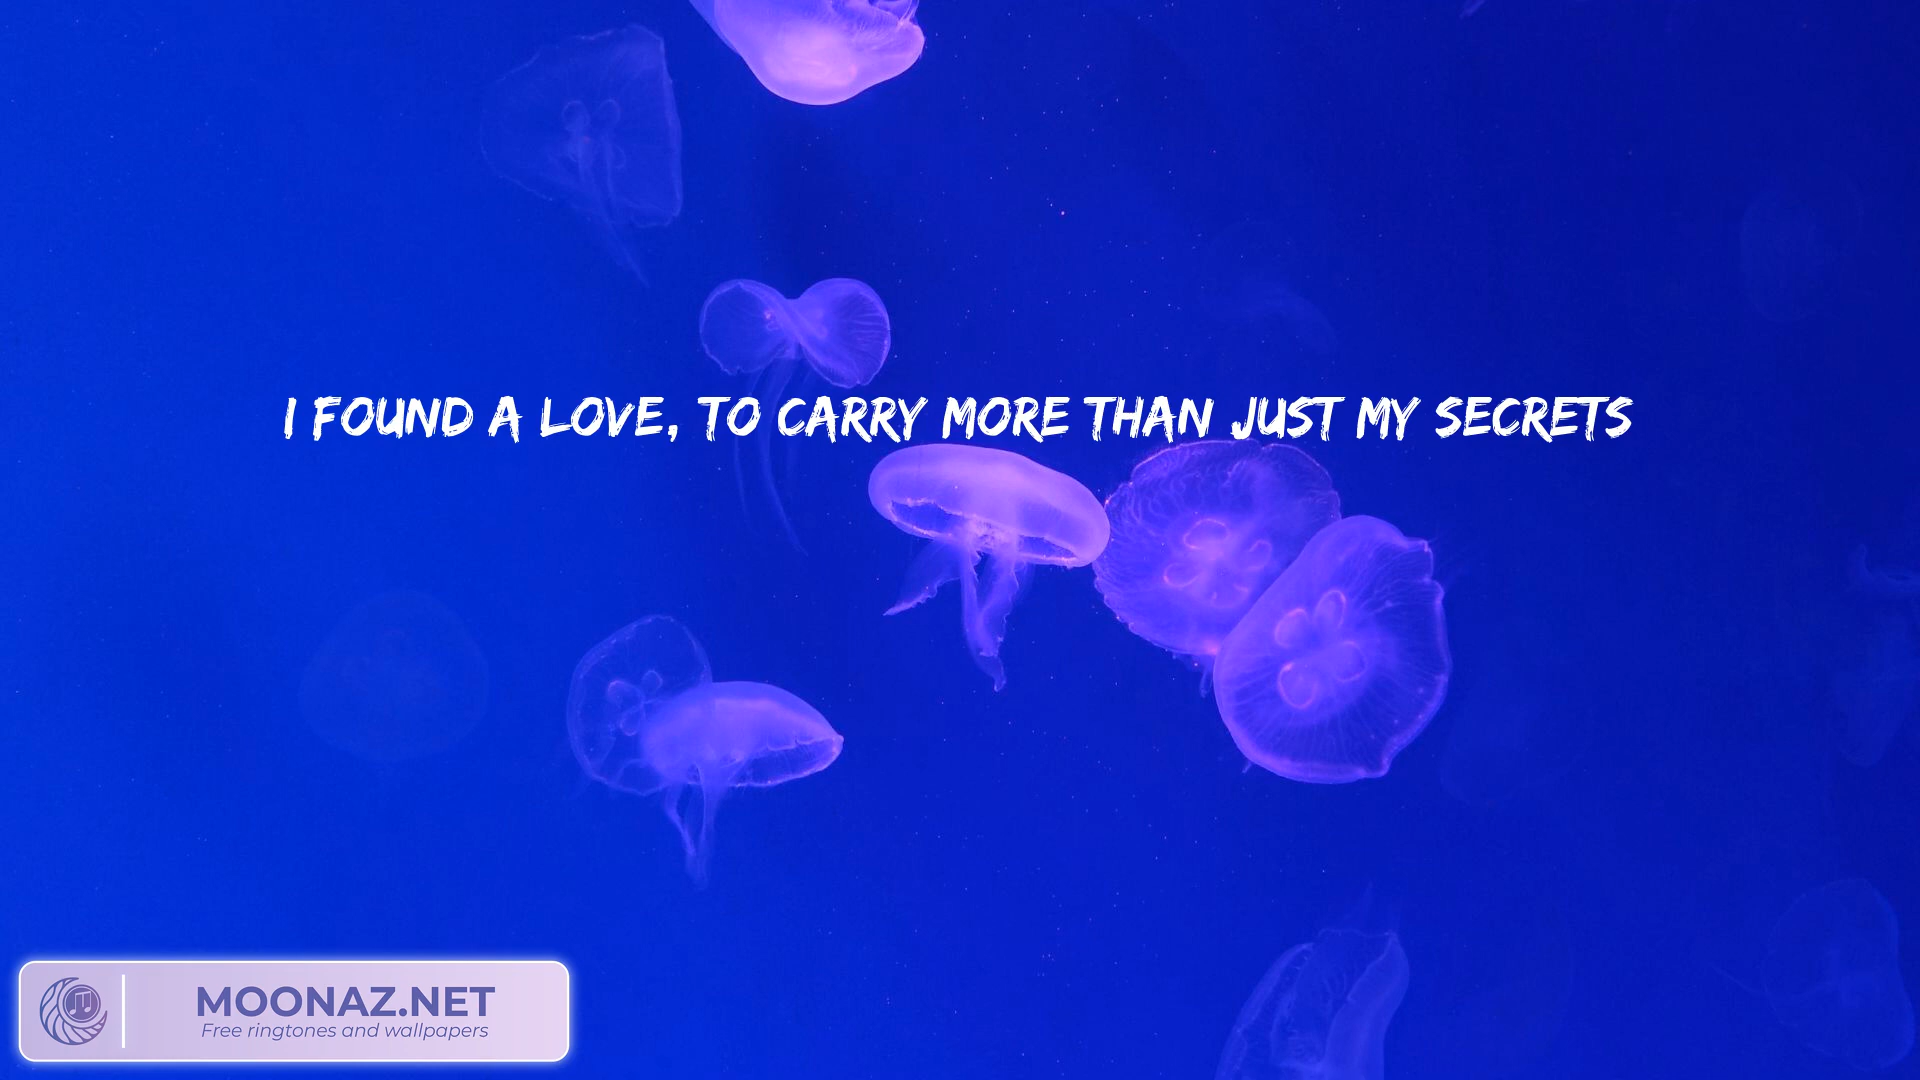 I FOUND A LOVE, TO CARRY MORE THAN JUST MY SECRETS
MOONAZ.NET
Free ringtones and wallpapers